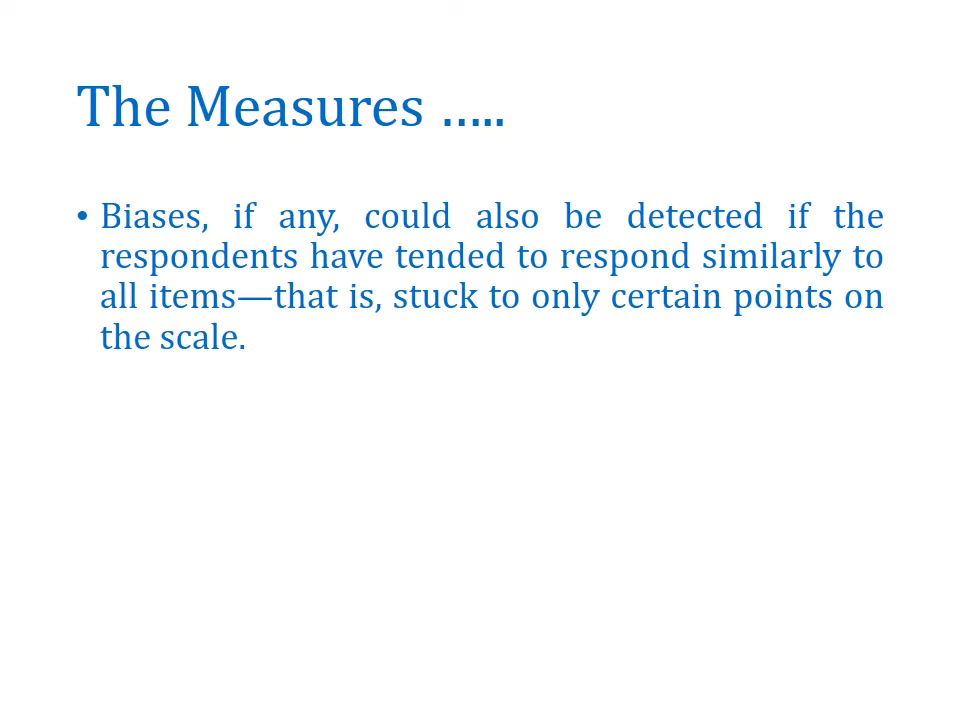 The Measures …..
• Biases, if any, could also be detected if the
respondents have tended to respond similarly to
all items—that is, stuck to only certain points on
the scale.